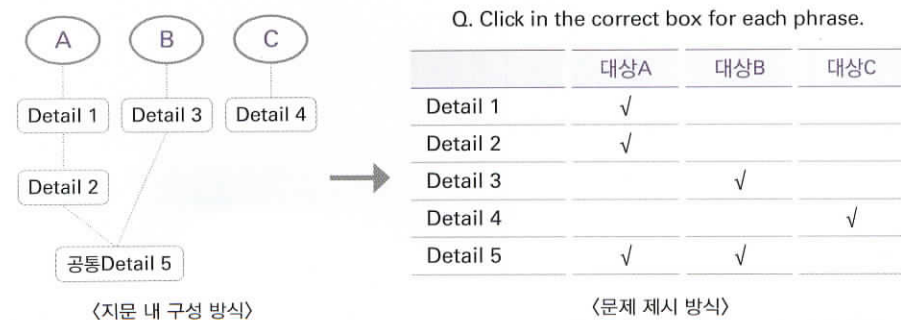 A B C
Detail 1 Detail 3 Detail 4
Detail 2
공통Detail 5
〈지문 내 구성 방식〉
Q. Click in the correct box for each phrase.
대상A 대상B 대상C
Detail 1 √
Detail 2 √
Detail 3 √
Detail 4 √
Detail 5 √ √
〈문제 제시 방식〉